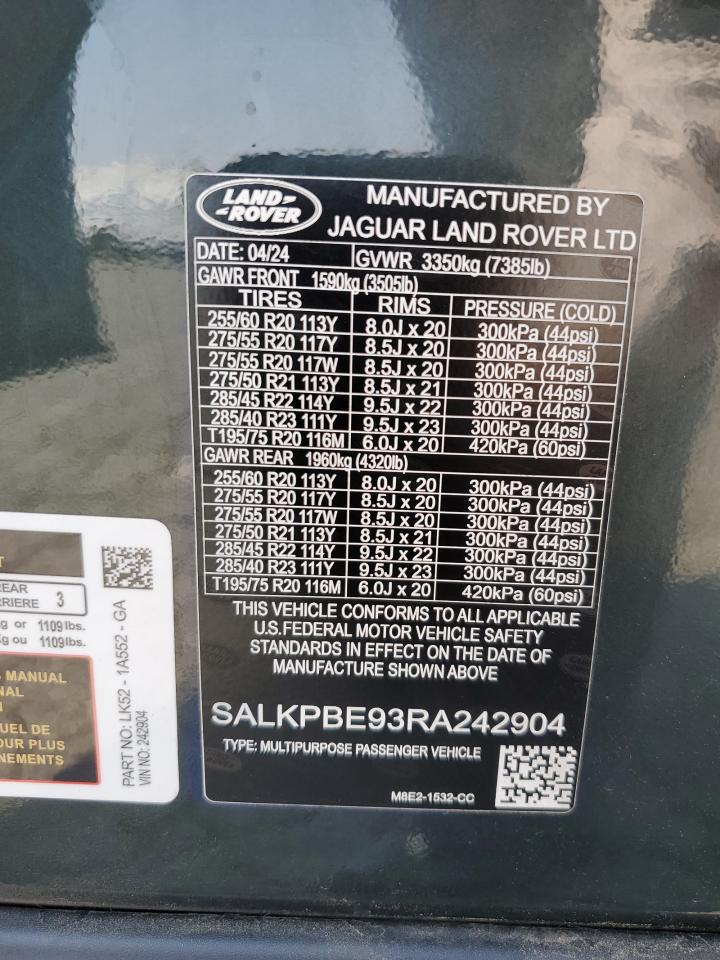 LAND-
-ROVER
MANUFACTURED BY
JAGUAR LAND ROVER LTD
DATE: 04/24 GVWR 3350kg (7385lb)
GAWR FRONT 1590kg (3505lb)
TIRES RIMS PRESSURE (COLD)
255/60 R20 113Y 8.0J x 20 300kPa (44psi)
275/55 R20 117Y 8.5J x 20 300kPa (44psi)
275/55 R20 117W 8.5J x 20 300kPa (44psi)
275/50 R21 113Y 8.5J x 21 300kPa (44psi)
285/45 R22 114Y 9.5J x 22 300kPa (44psi)
285/40 R23 111Y 9.5J x 23 300kPa (44psi)
T195/75 R20 116M 6.0J x 20 420kPa (60psi)
GAWR REAR 1960kg (4320lb)
255/60 R20 113Y 8.0J x 20 300kPa (44psi)
275/55 R20 117Y 8.5J x 20 300kPa (44psi)
275/55 R20 117W 8.5J x 20 300kPa (44psi)
275/50 R21 113Y 8.5J x 21 300kPa (44psi)
285/45 R22 114Y 9.5J x 22 300kPa (44psi)
285/40 R23 111Y 9.5J x 23 300kPa (44psi)
T195/75 R20 116M 6.0J x 20 420kPa (60psi)
THIS VEHICLE CONFORMS TO ALL APPLICABLE
U.S.FEDERAL MOTOR VEHICLE SAFETY
STANDARDS IN EFFECT ON THE DATE OF
MANUFACTURE SHOWN ABOVE
SALKPBE93RA242904
TYPE: MULTIPURPOSE PASSENGER VEHICLE
M8E2-1532-CC
REAR
RRIERE 3
g or 1109 lbs.
Kg ou 1109 lbs.
S MANUAL
NAL
UEL DE
OUR PLUS
NEMENTS
PART NO: LK52 - 1A552 - GA
VIN NO: 242904